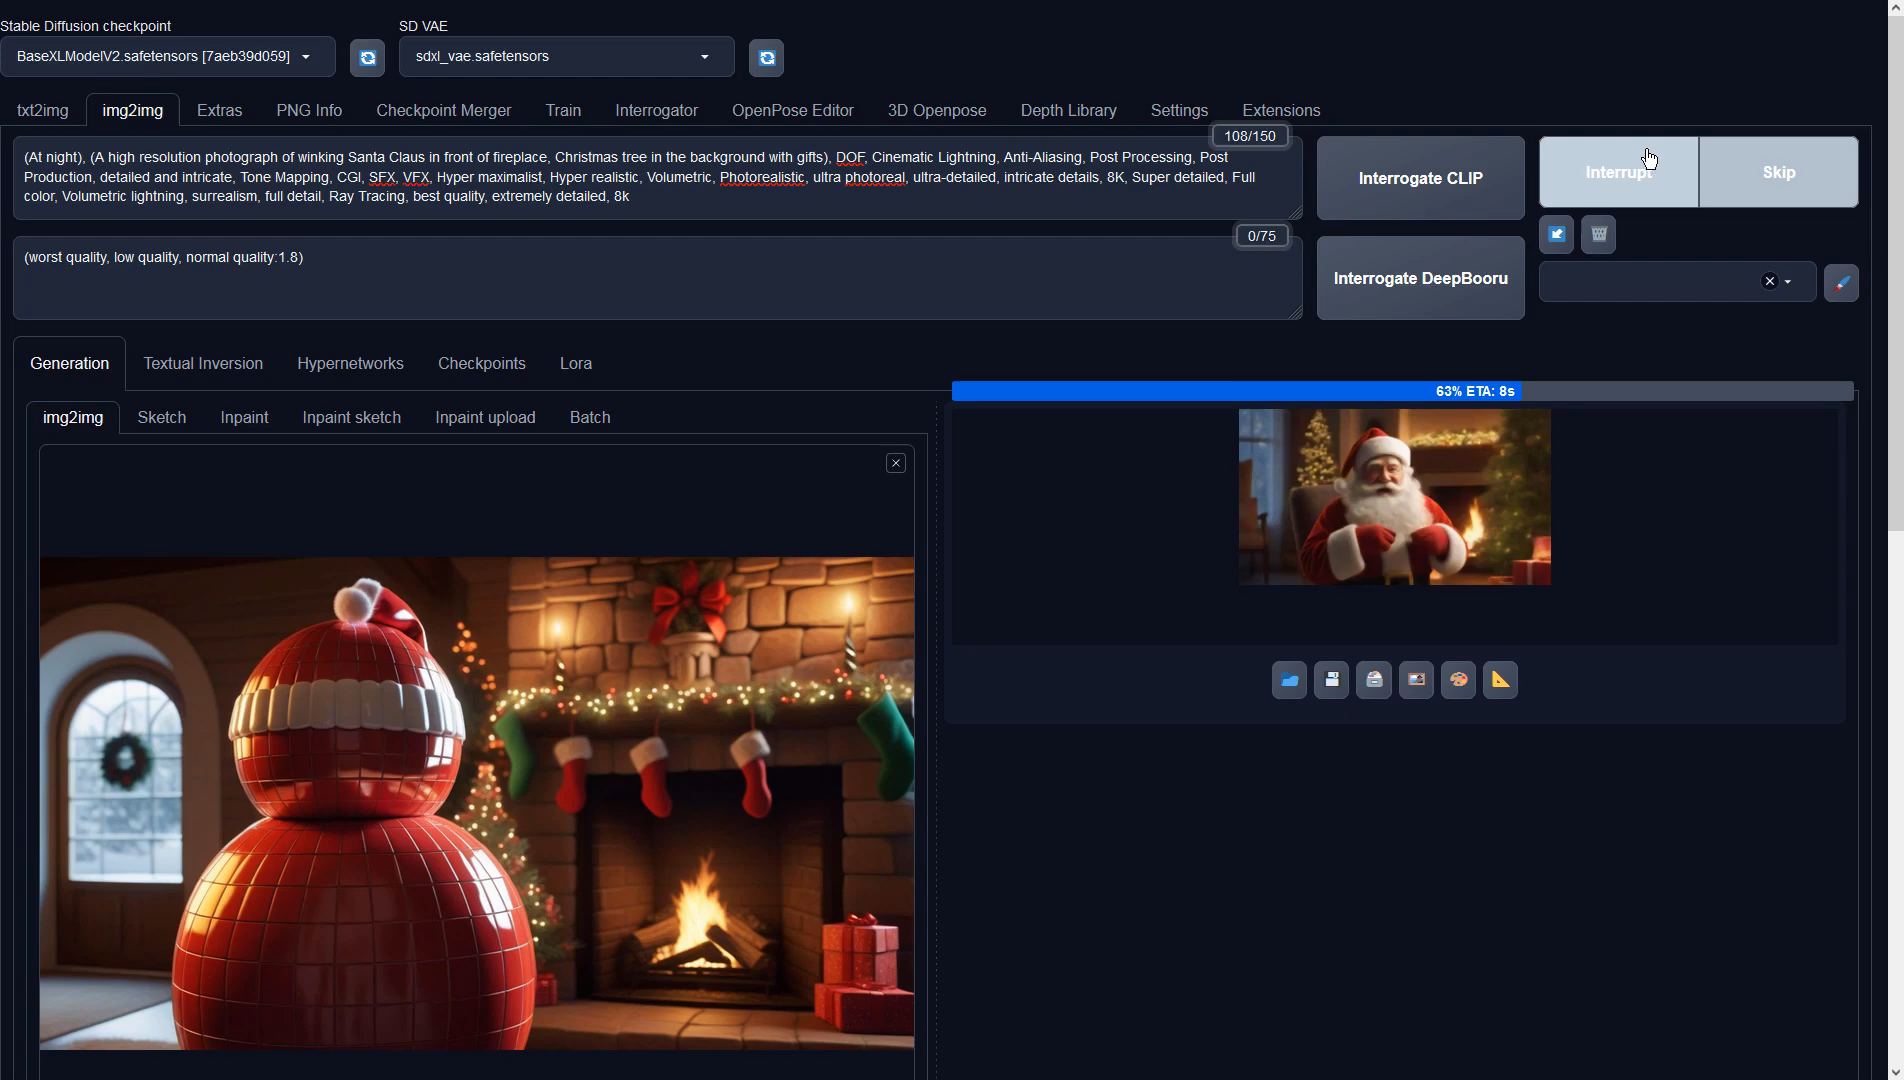 Stable Diffusion checkpoint
SD VAE
BaseXLModelV2.safetensors [7aeb39d059]
sdxl_vae.safetensors
txt2img
img2img
Extras
PNG Info
Checkpoint Merger
Train
Interrogator
OpenPose Editor
3D Openpose
Depth Library
Settings
Extensions
108/150
(At night), (A high resolution photograph of winking Santa Claus in front of fireplace, Christmas tree in the background with gifts), DOF, Cinematic Lightning, Anti-Aliasing, Post Processing, Post
Production, detailed and intricate, Tone Mapping, CGI, SFX, VFX, Hyper maximalist, Hyper realistic, Volumetric, Photorealistic, ultra photoreal, ultra-detailed, intricate details, 8K, Super detailed, Full
color, Volumetric lightning, surrealism, full detail, Ray Tracing, best quality, extremely detailed, 8k
Interrogate CLIP
Interrupt
Skip
0/75
(worst quality, low quality, normal quality:1.8)
Interrogate DeepBooru
Generation
Textual Inversion
Hypernetworks
Checkpoints
Lora
63% ETA: 8s
img2img
Sketch
Inpaint
Inpaint sketch
Inpaint upload
Batch